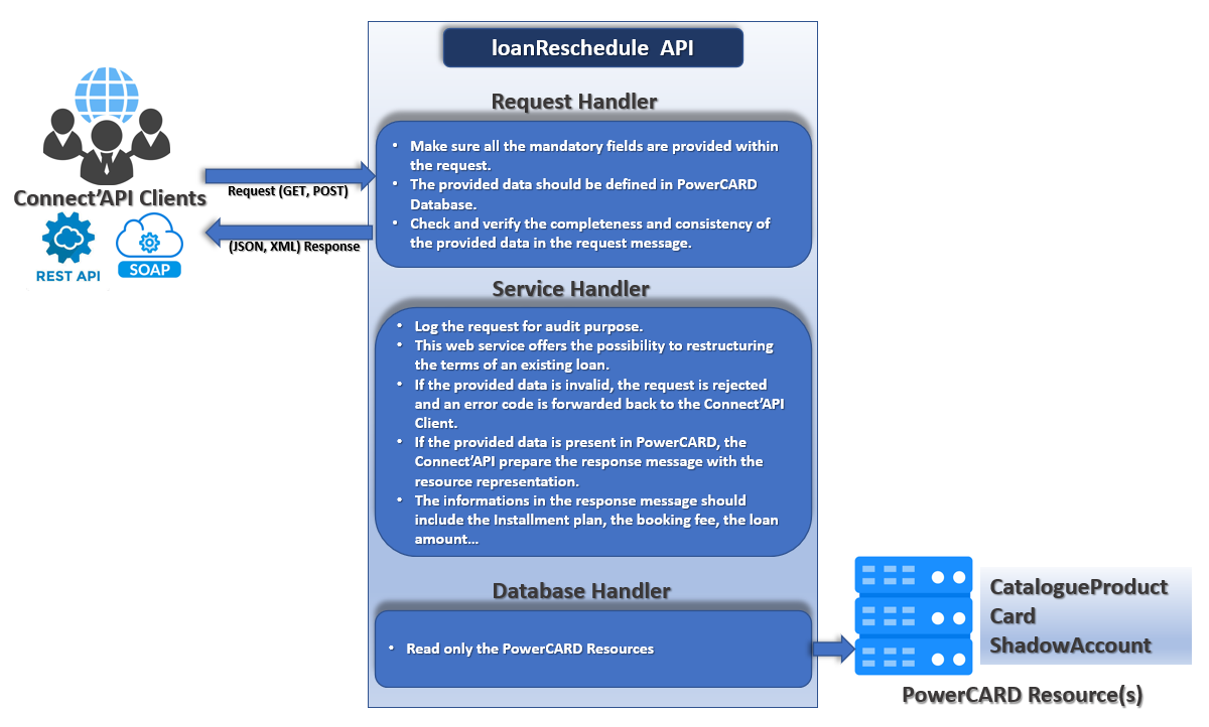 loanReschedule API
Request Handler
• Make sure all the mandatory fields are provided within
the request.
• The provided data should be defined in PowerCARD
Database.
• Check and verify the completeness and consistency of
the provided data in the request message.
Connect'API Clients
REST API
SOAP
Request (GET, POST)
(JSON, XML) Response
Service Handler
• Log the request for audit purpose.
• This web service offers the possibility to restructuring
the terms of an existing loan.
• If the provided data is invalid, the request is rejected
and an error code is forwarded back to the Connect'API
Client.
• If the provided data is present in PowerCARD, the
Connect'API prepare the response message with the
resource representation.
• The informations in the response message should
include the Installment plan, the booking fee, the loan
amount...
Database Handler
• Read only the PowerCARD Resources
CatalogueProduct
Card
ShadowAccount
PowerCARD Resource(s)